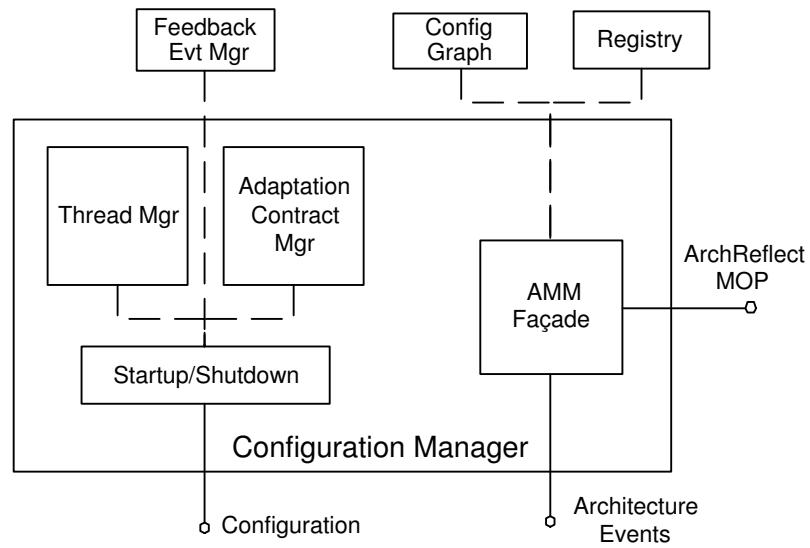 Feedback
Evt Mgr
Config
Graph
Registry
Thread Mgr
Adaptation
Contract
Mgr
ArchReflect
MOP
AMM
Façade
Startup/Shutdown
Configuration Manager
Configuration
Architecture
Events